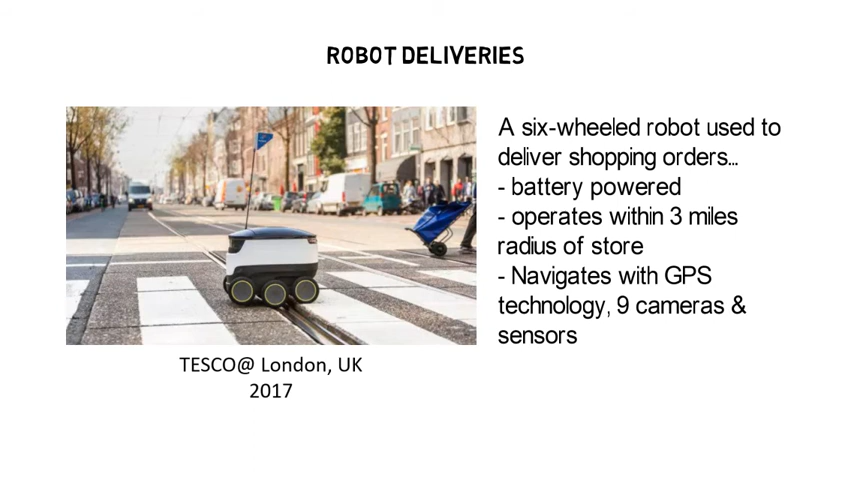 ROBOT DELIVERIES
A six-wheeled robot used to
deliver shopping orders...
- battery powered
- operates within 3 miles
radius of store
- Navigates with GPS
technology, 9 cameras &
sensors
TESCO@ London, UK
2017